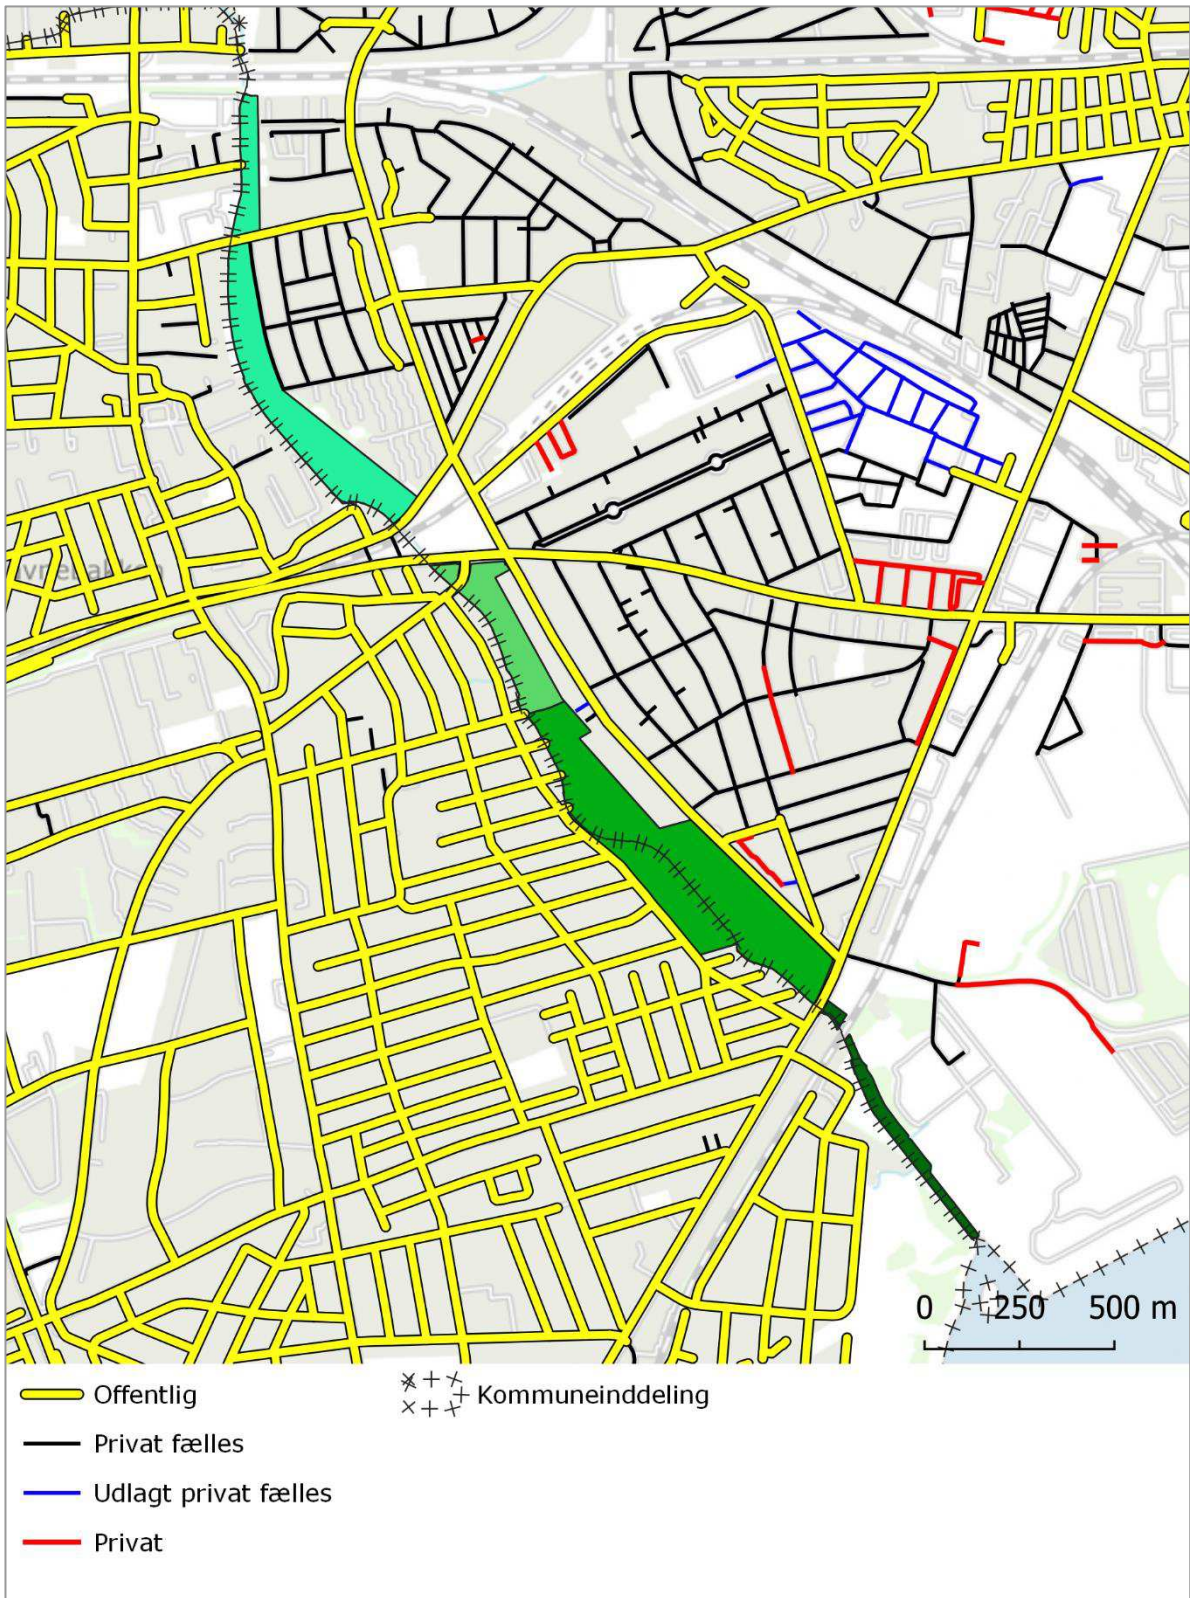 0 250 500 m
Offentlig
Kommuneinddeling
Privat fælles
Udlagt privat fælles
Privat